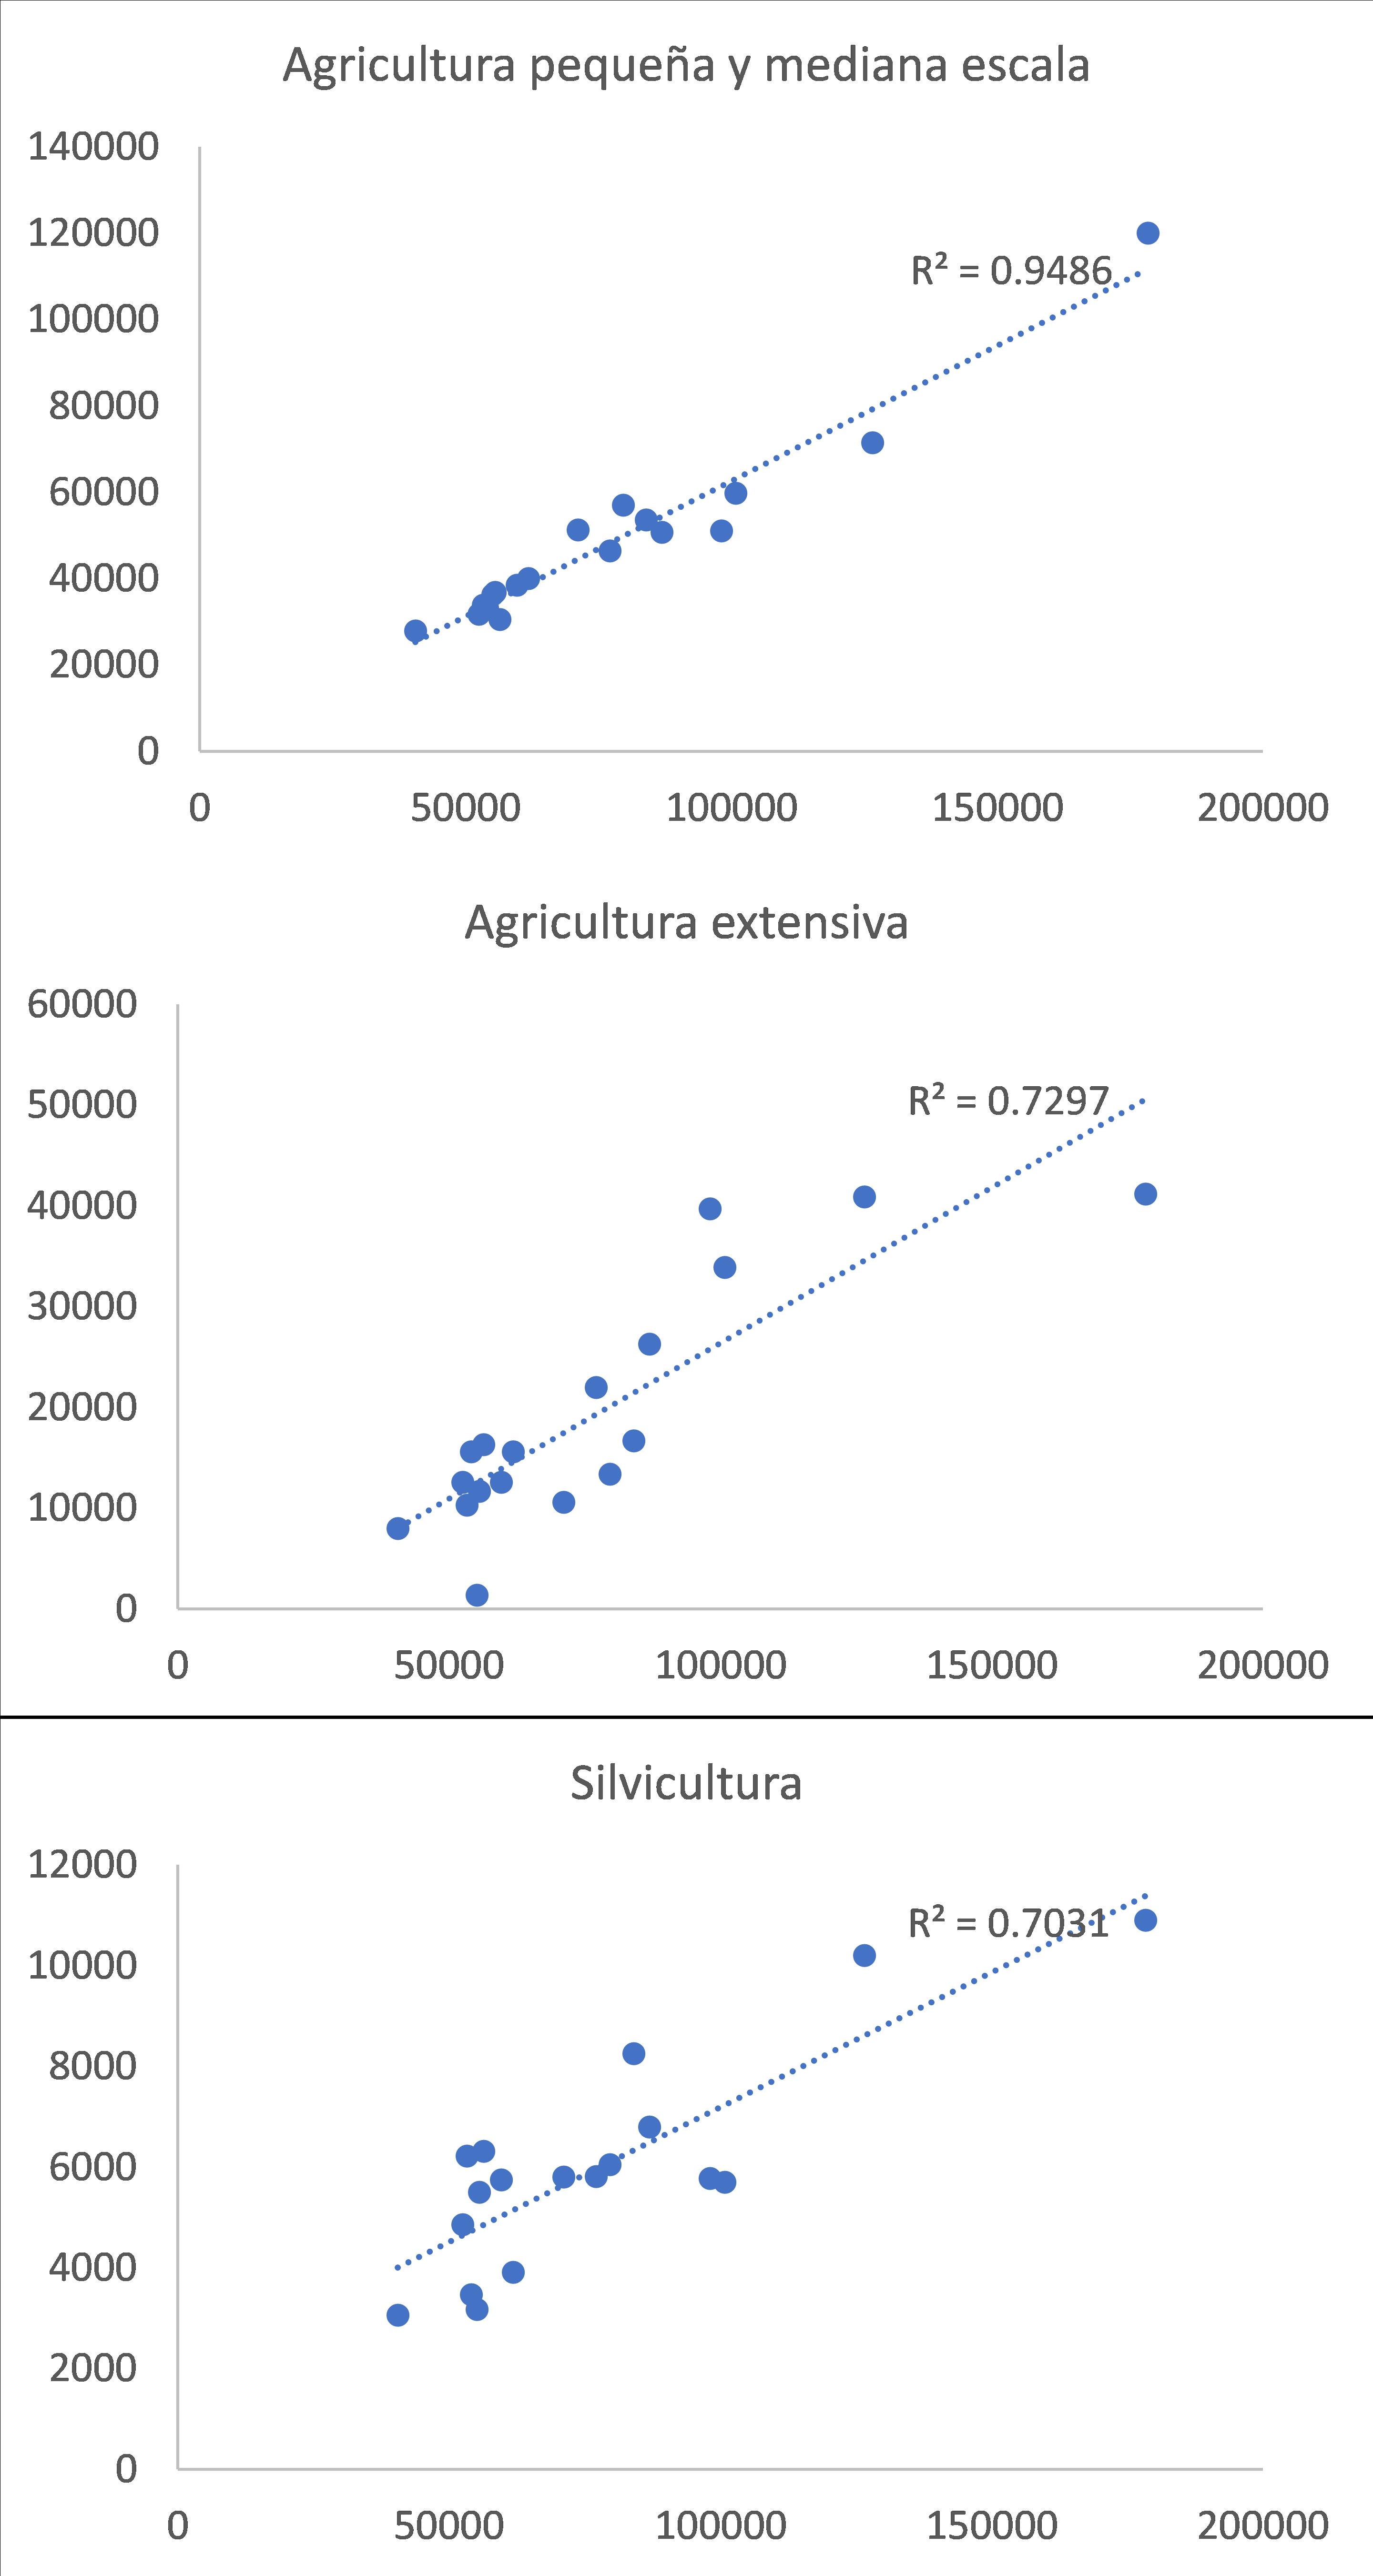 Agricultura pequeña y mediana escala
140000
120000
R² = 0.9486
100000
80000
60000
40000
20000
0
0 50000 100000 150000 200000
Agricultura extensiva
60000
50000
R² = 0.7297
40000
30000
20000
10000
0
0 50000 100000 150000 200000
Silvicultura
12000
R² = 0.7031
10000
8000
6000
4000
2000
0
0 50000 100000 150000 200000